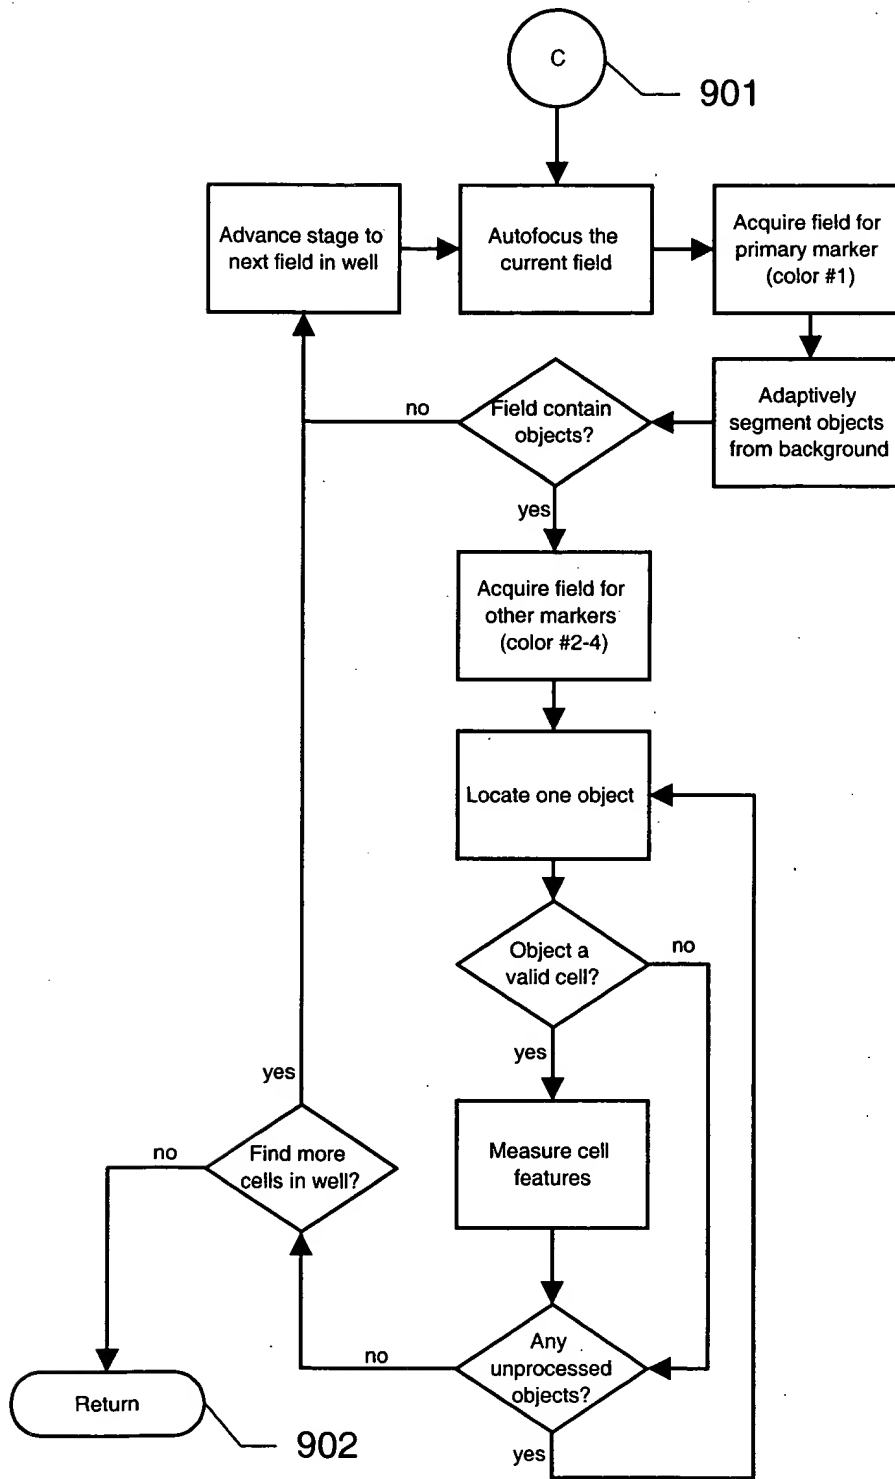 C
901
Advance stage to
next field in well
Autofocus the
current field
Acquire field for
primary marker
(color #1)
no
Field contain
objects?
Adaptively
segment objects
from background
yes
Acquire field for
other markers
(color #2-4)
Locate one object
Object a
valid cell?
no
yes
yes
Measure cell
features
no
Find more
cells in well?
no
Any
unprocessed
objects?
yes
Return
902